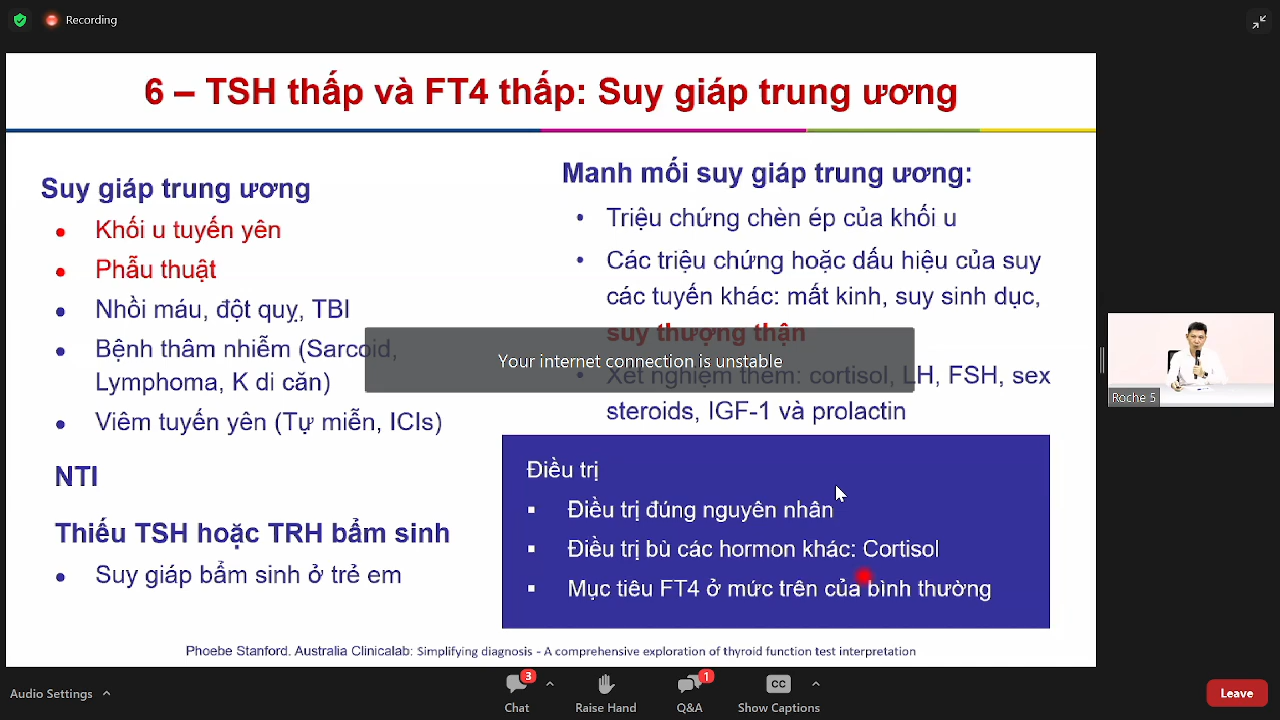 Recording
6 – TSH thấp và FT4 thấp: Suy giáp trung ương
Suy giáp trung ương
• Khối u tuyến yên
• Phẫu thuật
• Nhồi máu, đột quỵ, TBI
• Bệnh thâm nhiễm (Sarcoid,
Lymphoma, K di căn)
• Viêm tuyến yên (Tự miễn, ICIs)
NTI
Thiếu TSH hoặc TRH bẩm sinh
• Suy giáp bẩm sinh ở trẻ em
Manh mối suy giáp trung ương:
• Triệu chứng chèn ép của khối u
• Các triệu chứng hoặc dấu hiệu của suy
các tuyến khác: mất kinh, suy sinh dục,
suy thượng thận
• Xét nghiệm thêm: cortisol, LH, FSH, sex
steroids, IGF-1 và prolactin
Your internet connection is unstable
Điều trị
▪ Điều trị đúng nguyên nhân
▪ Điều trị bù các hormon khác: Cortisol
▪ Mục tiêu FT4 ở mức trên của bình thường
Phoebe Stanford. Australia Clinicalab: Simplifying diagnosis - A comprehensive exploration of thyroid function test interpretation
Roche 5
Audio Settings
3
Chat
Raise Hand
1
Q&A
CC
Show Captions
Leave